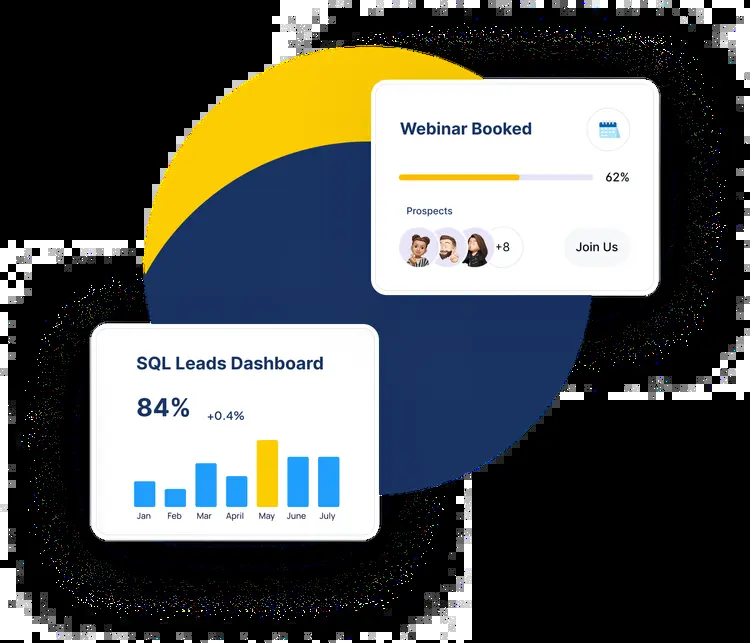 Webinar Booked
62%
Prospects
+8
Join Us
SQL Leads Dashboard
84%
+0.4%
Jan Feb Mar April May June July